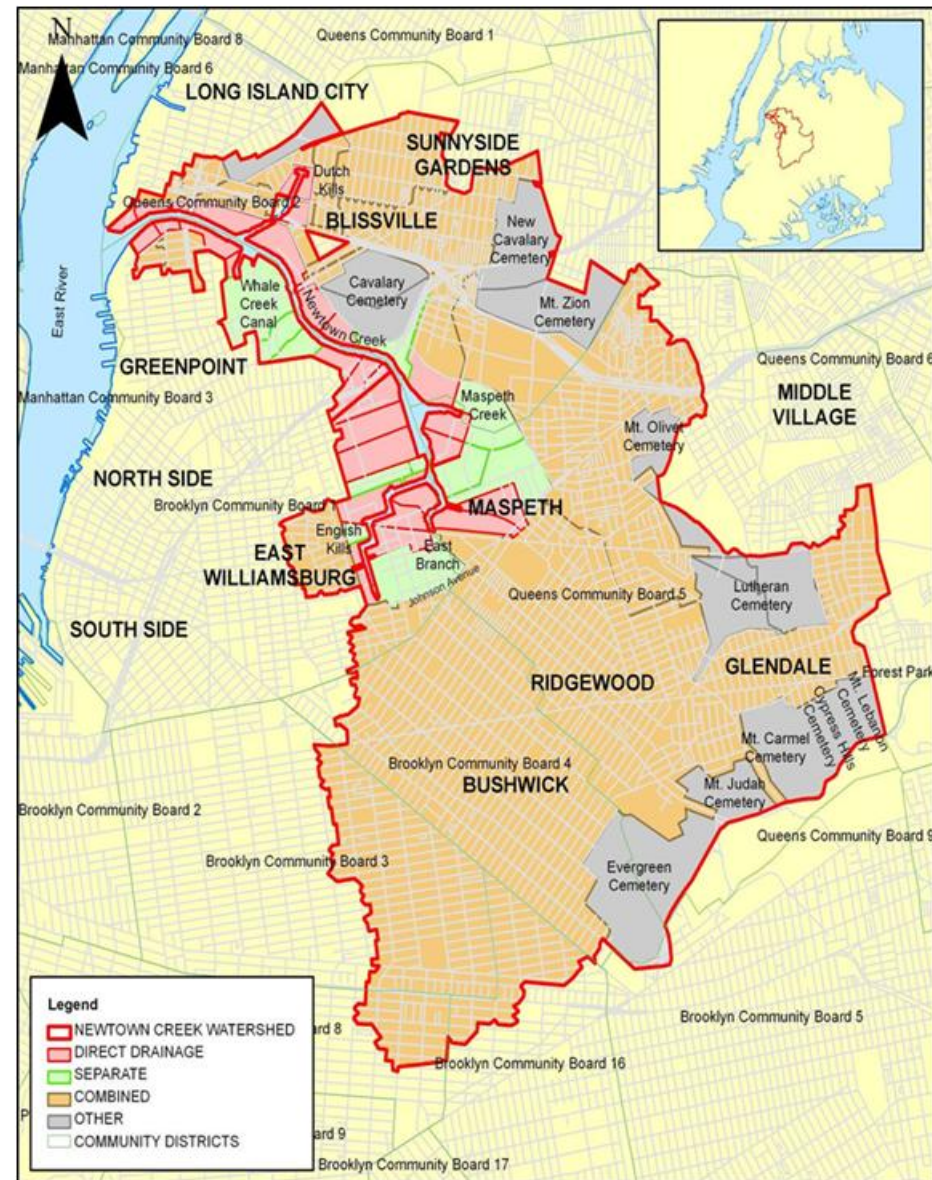 N
Manhattan Community Board 8
Queens Community Board 1
Manhattan Community Board 6
LONG ISLAND CITY
SUNNYSIDE
GARDENS
Dutch
Kills
Queens Community Board 2
BLISSVILLE
New
Cavalary
Cemetery
East River
Whale
Creek
Canal
Newtown Creek
Cavalary
Cemetery
Mt. Zion
Cemetery
GREENPOINT
Queens Community Board 6
Manhattan Community Board 3
Maspeth
Creek
MIDDLE
VILLAGE
Mt. Olivet
Cemetery
NORTH SIDE
Brooklyn Community Board 1
MASPETH
English
Kills
EAST
WILLIAMSBURG
East
Branch
Johnson Avenue
Queens Community Board 5
Lutheran
Cemetery
SOUTH SIDE
RIDGEWOOD
GLENDALE
Forest Park
Mt. Lebanon
Cemetery
Cypress Hills
Cemetery
Mt. Carmel
Cemetery
Brooklyn Community Board 4
BUSHWICK
Mt. Judah
Cemetery
Brooklyn Community Board 2
Queens Community Board 9
Brooklyn Community Board 3
Evergreen
Cemetery
Legend
NEWTOWN CREEK WATERSHED
DIRECT DRAINAGE
SEPARATE
COMBINED
OTHER
COMMUNITY DISTRICTS
ard 8
Brooklyn Community Board 5
Brooklyn Community Board 16
P
ard 9
Brooklyn Community Board 17